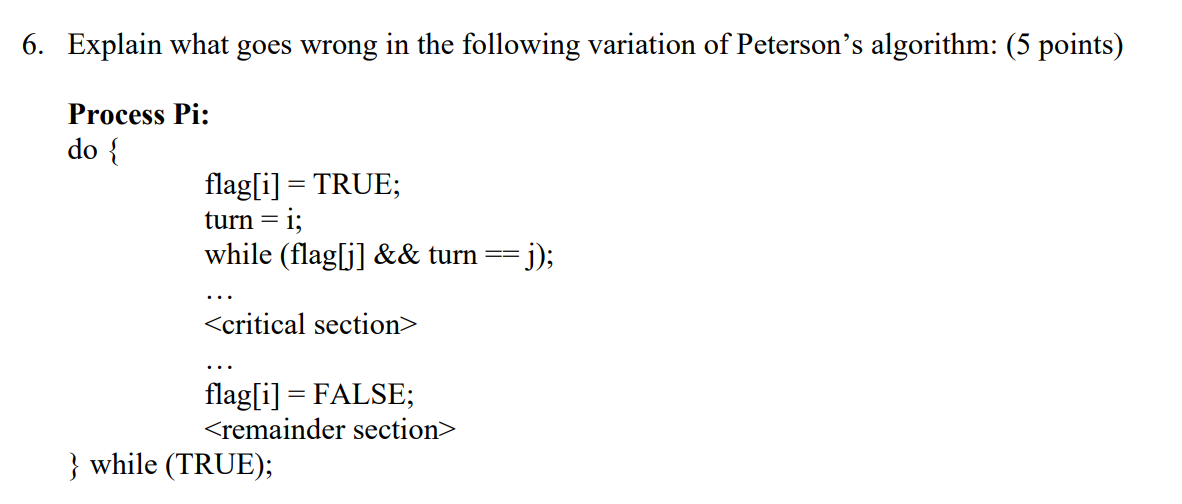 6. Explain what goes wrong in the following variation of Peterson’s algorithm: (5 points)
Process Pi:
do {
flag[i] = TRUE;
turn = i;
while (flag[j] && turn == j);
…
<critical section>
…
flag[i] = FALSE;
<remainder section>
} while (TRUE);